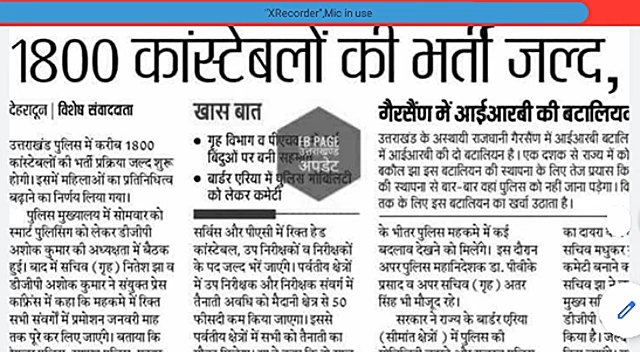 "XRecorder",Mic in use
1800 कांस्टेबलों की भर्ती जल्द,
देहरादून | विशेष संवाददाता
उत्तराखंड पुलिस में करीब 1800
कांस्टेबलों की भर्ती प्रक्रिया जल्द शुरू
होगी। इसमें महिलाओं का प्रतिनिधित्व
बढ़ाने का निर्णय लिया गया।
पुलिस मुख्यालय में सोमवार को
स्मार्ट पुलिसिंग को लेकर डीजीपी
अशोक कुमार की अध्यक्षता में बैठक
हुई। बाद में सचिव (गृह) नितेश झा व
डीजीपी अशोक कुमार ने संयुक्त प्रेस
कांफ्रेंस में कहा कि महकमे में रिक्त
सभी संवर्गों में प्रमोशन जनवरी माह
तक पूरे कर लिए जाएंगे। बताया कि
खास बात
• गृह विभाग व
बिंदुओं पर बनी सहमति
• बार्डर एरिया में पुलिस मोबिलिटी
को लेकर कमेटी
FB PAGE
उत्तराखण्ड
अपडेट
सर्विस और पीएसी में रिक्त हेड
कांस्टेबल, उप निरीक्षकों व निरीक्षकों
के पद जल्द भरें जाएंगे। पर्वतीय क्षेत्रों
में उप निरीक्षक और निरीक्षक संवर्ग में
तैनाती अवधि को मैदानी क्षेत्र से 50
फीसदी कम किया जाएगा। इससे
पर्वतीय क्षेत्रों में सभी को तैनाती का
गैरसैंण में आईआरबी की बटालियन
उत्तराखंड के अस्थायी राजधानी गैरसैंण में आईआरबी बटालि
में आईआरबी की दो बटालियन है। एक दशक से राज्य में को
बकौल झा इस बटालियन की स्थापना के लिए तेज प्रयास कि
की स्थापना से बार-बार वहां पुलिस को नहीं जाना पड़ेगा। वि
तक के लिए इस बटालियन का खर्चा उठाता है।
के भीतर पुलिस महकमे में कई
बदलाव देखने को मिलेंगे। इस दौरान
अपर पुलिस महानिदेशक डा. पीवीके
प्रसाद व अपर सचिव (गृह) अतर
सिंह भी मौजूद रहे।
सरकार ने राज्य के बार्डर एरिया
(सीमांत क्षेत्रों ) में पुलिस की
का दायरा
सचिव मधुकर
कमेटी बनाने क
सचिव झा ने
मुख्य सचि
डीजीपी
किया है। जल्द